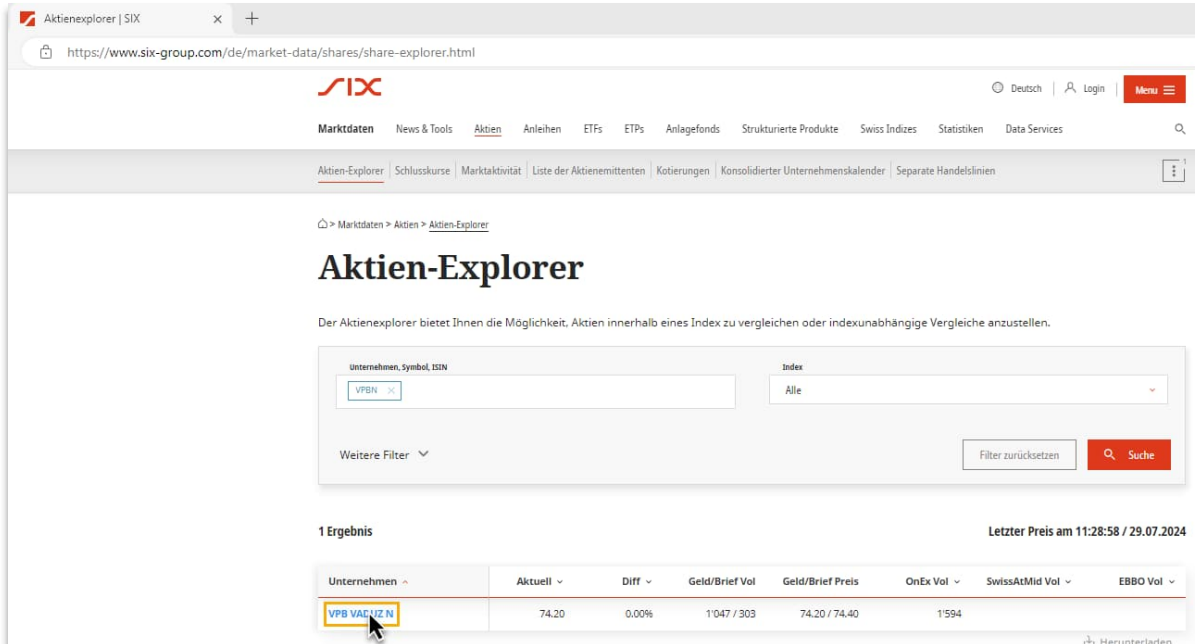 Aktienexplorer | SIX
https://www.six-group.com/de/market-data/shares/share-explorer.html
SIX
Deutsch | Login | Menu
Marktdaten News & Tools Aktien Anleihen ETFs ETPs Anlagefonds Strukturierte Produkte Swiss Indizes Statistiken Data Services
Aktien-Explorer | Schlusskurse | Marktaktivität | Liste der Aktienemittenten | Kotierungen | Konsolidierter Unternehmenskalender | Separate Handelslinien
> Marktdaten > Aktien > Aktien-Explorer
Aktien-Explorer
Der Aktienexplorer bietet Ihnen die Möglichkeit, Aktien innerhalb eines Index zu vergleichen oder indexunabhängige Vergleiche anzustellen.
Unternehmen, Symbol, ISIN Index
VPBN Alle
Weitere Filter Filter zurücksetzen Suche
1 Ergebnis Letzter Preis am 11:28:58 / 29.07.2024
Unternehmen Aktuell Diff Geld/Brief Vol Geld/Brief Preis OnEx Vol SwissAtMid Vol EBBO Vol
VPB VADUZ N 74.20 0.00% 1'047 / 303 74.20 / 74.40 1'594
Herunterladen